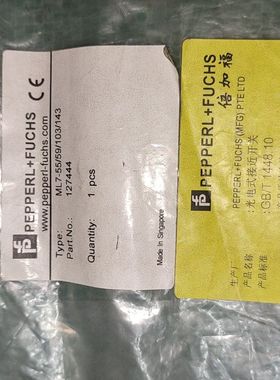 PEPPERL+FUCHS
www.pepperl-fuchs.com
Type: ML7-55/59/103/143
Part.No.: 127444
Quantity: 1 pcs
Made in Singapore
CE
PEPPERL+FUCHS
倍加福
生产厂: PEPPERL+FUCHS (MFG) PTE LTD
产品名称: 光电式接近开关
产品标准: GB/T 1448.10